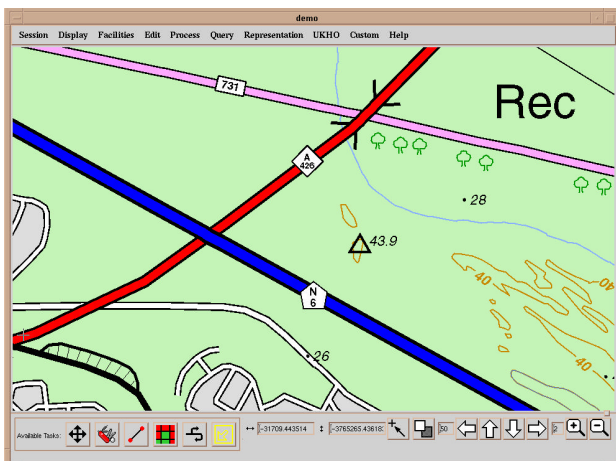 demo
Session Display Facilities Edit Process Query Representation UKHO Custom Help
731
Rec
A
426
28
43.9
40
40
N
6
40
26
Available Tasks:
-31709.443514
-3765265.43618
50
2